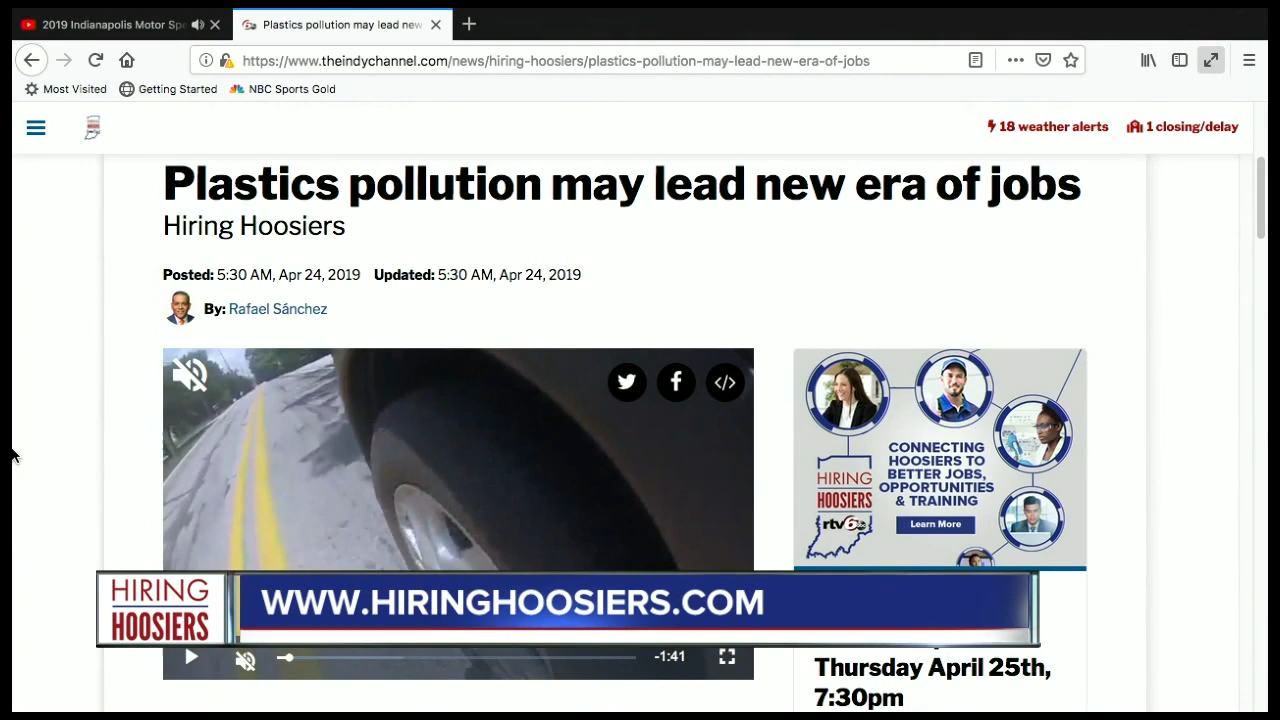 2019 Indianapolis Motor Spe
Plastics pollution may lead new
https://www.theindychannel.com/news/hiring-hoosiers/plastics-pollution-may-lead-new-era-of-jobs
Most Visited Getting Started NBC Sports Gold
18 weather alerts 1 closing/delay
Plastics pollution may lead new era of jobs
Hiring Hoosiers
Posted: 5:30 AM, Apr 24, 2019 Updated: 5:30 AM, Apr 24, 2019
By: Rafael Sánchez
CONNECTING
HOOSIERS TO
BETTER JOBS,
OPPORTUNITIES
& TRAINING
Learn More
HIRING
HOOSIERS
rtv6 abc
HIRING
HOOSIERS
WWW.HIRINGHOOSIERS.COM
-1:41
Thursday April 25th,
7:30pm